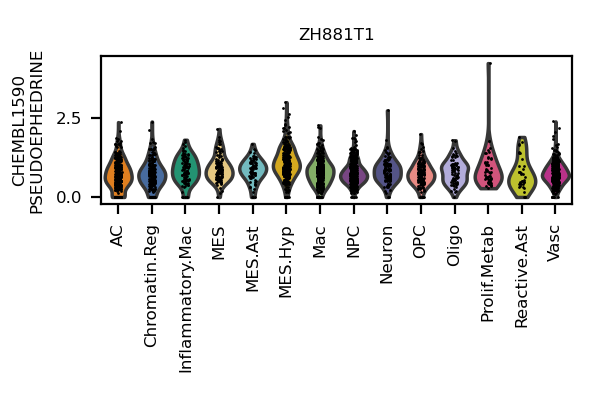 ZH881T1
CHEMBL1590
PSEUDOEPHEDRINE
2.5
0.0
AC
Chromatin.Reg
Inflammatory.Mac
MES
MES.Ast
MES.Hyp
Mac
NPC
Neuron
OPC
Oligo
Prolif.Metab
Reactive.Ast
Vasc